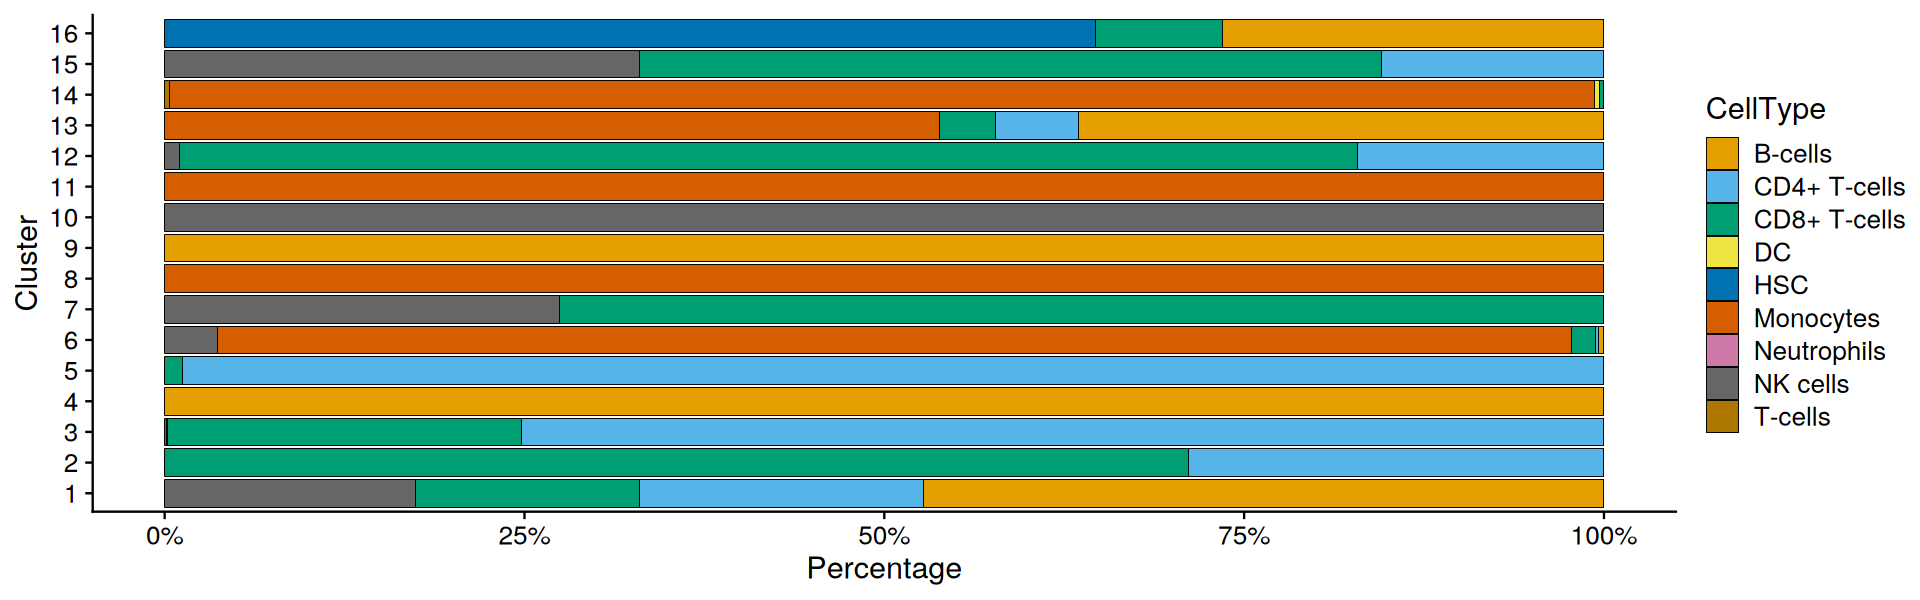 Cluster
16
15
14
13
12
11
10
9
8
7
6
5
4
3
2
1
0%
25%
50%
75%
100%
Percentage
CellType
B-cells
CD4+ T-cells
CD8+ T-cells
DC
HSC
Monocytes
Neutrophils
NK cells
T-cells